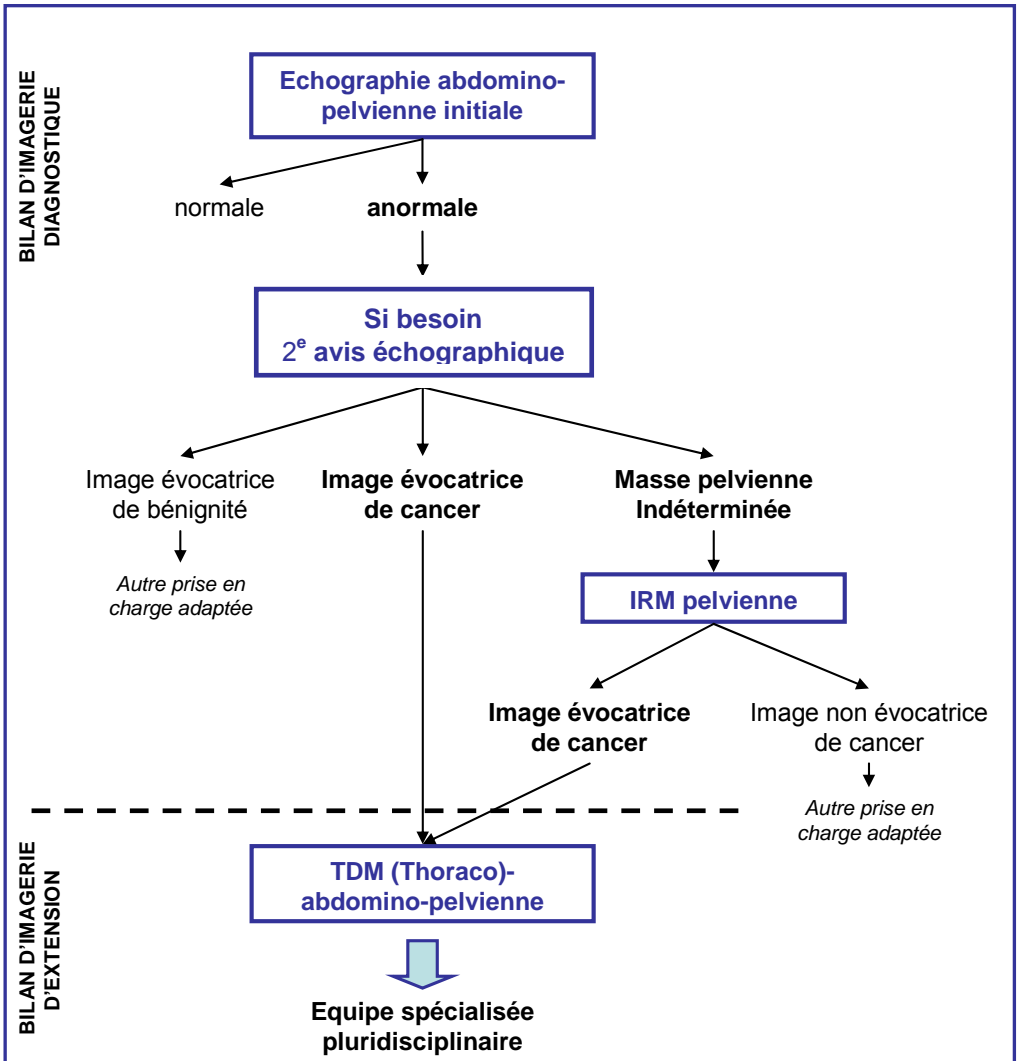 BILAN D'IMAGERIE
DIAGNOSTIQUE
Echographie abdomino-
pelvienne initiale
normale
anormale
Si besoin
2e avis échographique
Image évocatrice
de bénignité
Image évocatrice
de cancer
Masse pelvienne
Indéterminée
Autre prise en
charge adaptée
IRM pelvienne
Image évocatrice
de cancer
Image non évocatrice
de cancer
Autre prise en
charge adaptée
BILAN D'IMAGERIE
D'EXTENSION
TDM (Thoraco)-
abdomino-pelvienne
Equipe spécialisée
pluridisciplinaire